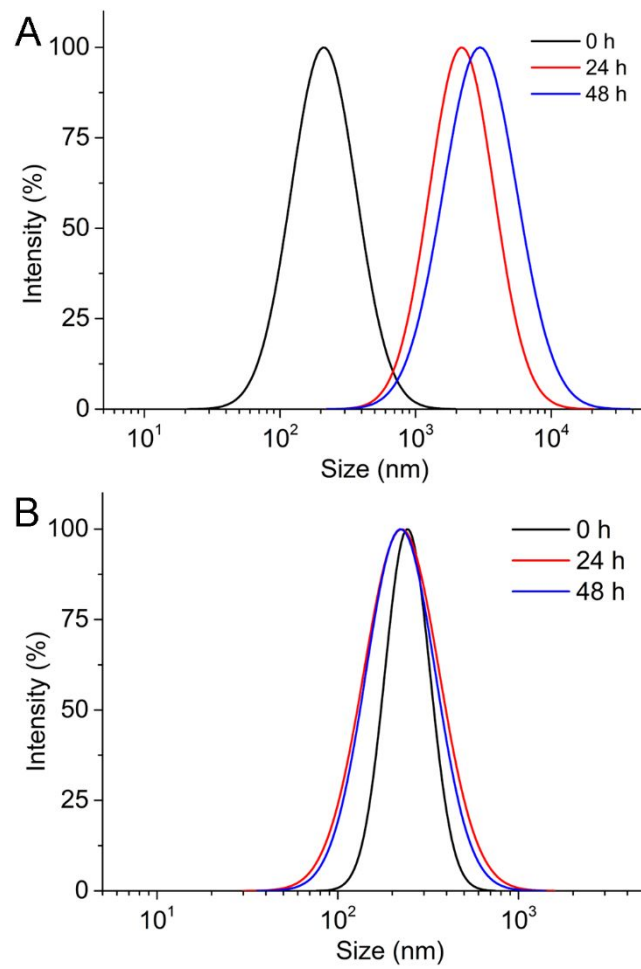 A
100
75
50
25
0
Intensity (%)
0 h
24 h
48 h
10¹ 10² 10³ 10⁴
Size (nm)
B
100
75
50
25
0
Intensity (%)
0 h
24 h
48 h
10¹ 10² 10³
Size (nm)